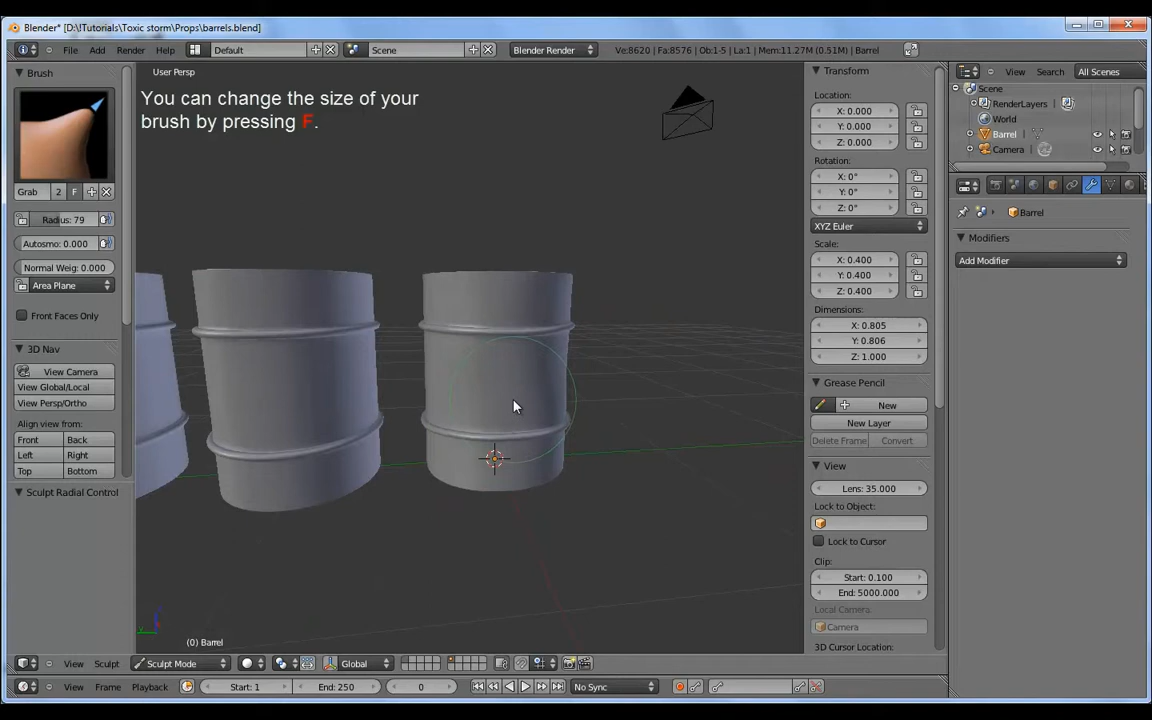 Blender* [D:\!Tutorials\Toxic storm\Props\barrels.blend]
File Add Render Help Default Scene Blender Render Ve:8620 | Fa:8576 | Ob:1-5 | La:1 | Mem:11.27M (0.51M) | Barrel
View Search All Scenes
Brush
User Persp
You can change the size of your
brush by pressing F.
Grab 2 F
Radius: 79
Autosmo: 0.000
Normal Weig: 0.000
Area Plane
Front Faces Only
3D Nav
View Camera
View Global/Local
View Persp/Ortho
Align view from:
Front Back
Left Right
Top Bottom
Sculpt Radial Control
(0) Barrel
Transform
Location:
X: 0.000
Y: 0.000
Z: 0.000
Rotation:
X: 0°
Y: 0°
Z: 0°
XYZ Euler
Scale:
X: 0.400
Y: 0.400
Z: 0.400
Dimensions:
X: 0.805
Y: 0.806
Z: 1.000
Grease Pencil
New
New Layer
Delete Frame Convert
View
Lens: 35.000
Lock to Object:
Lock to Cursor
Clip:
Start: 0.100
End: 5000.000
Local Camera:
Camera
3D Cursor Location:
Scene
RenderLayers
World
Barrel
Camera
Barrel
Modifiers
Add Modifier
View Sculpt Sculpt Mode Global
View Frame Playback Start: 1 End: 250 0 No Sync